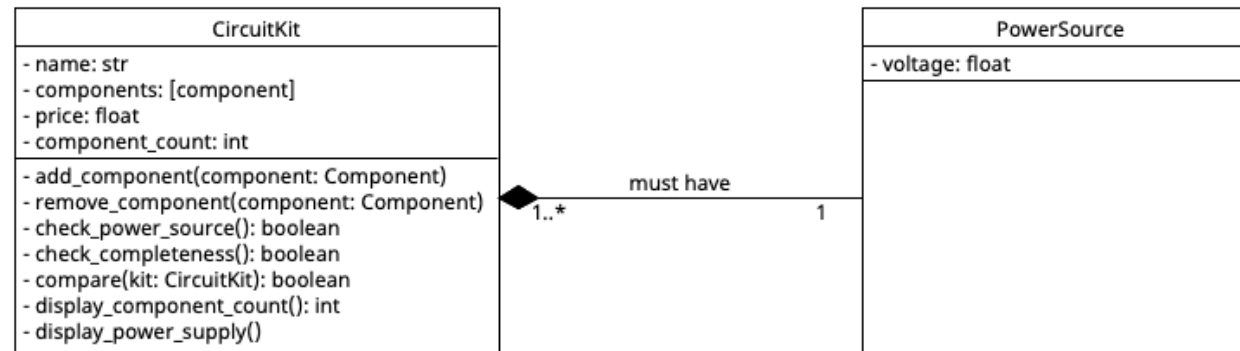 CircuitKit
- name: str
- components: [component]
- price: float
- component_count: int
- add_component(component: Component)
- remove_component(component: Component)
- check_power_source(): boolean
- check_completeness(): boolean
- compare(kit: CircuitKit): boolean
- display_component_count(): int
- display_power_supply()
must have
1..*
1
PowerSource
- voltage: float